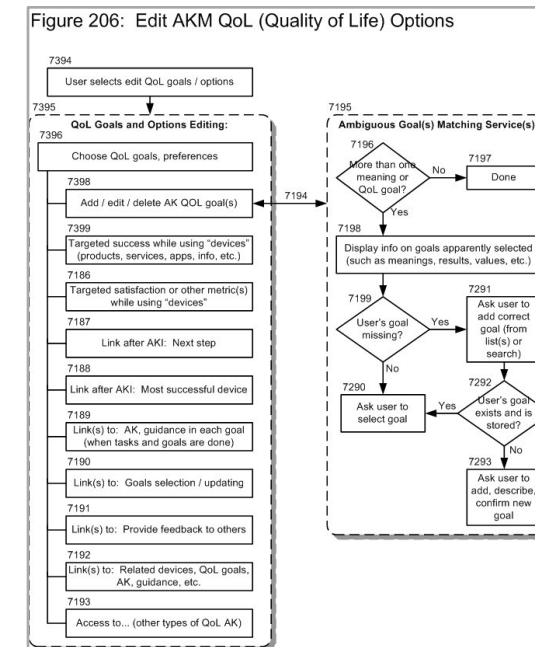 Figure 206: Edit AKM QoL (Quality of Life) Options
7394
User selects edit QoL goals / options
7395
QoL Goals and Options Editing:
7396
Choose QoL goals, preferences
7398
Add / edit / delete AK QOL goal(s)
7399
Targeted success while using "devices"
(products, services, apps, info, etc.)
7186
Targeted satisfaction or other metric(s)
while using "devices"
7187
Link after AKI: Next step
7188
Link after AKI: Most successful device
7189
Link(s) to: AK, guidance in each goal
(when tasks and goals are done)
7190
Link(s) to: Goals selection / updating
7191
Link(s) to: Provide feedback to others
7192
Link(s) to: Related devices, QoL goals,
AK, guidance, etc.
7193
Access to... (other types of QoL AK)
7194
7195
Ambiguous Goal(s) Matching Service(s)
7196
More than one
meaning or
QoL goal?
No
7197
Done
Yes
7198
Display info on goals apparently selected
(such as meanings, results, values, etc.)
7199
User's goal
missing?
Yes
7291
Ask user to
add correct
goal (from
list(s) or
search)
No
7290
Ask user to
select goal
Yes
7292
User's goal
exists and is
stored?
No
7293
Ask user to
add, describe,
confirm new
goal